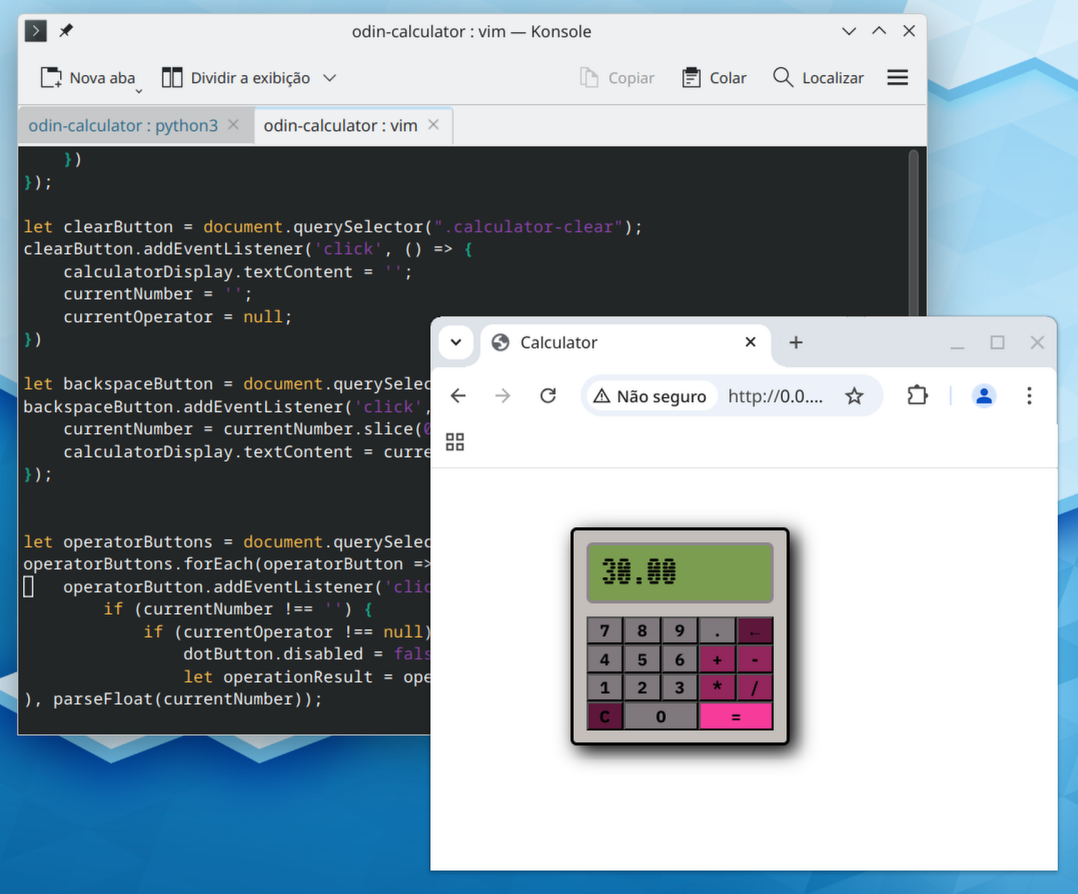 odin-calculator : vim — Konsole
Nova aba
Dividir a exibição
Copiar
Colar
Localizar
odin-calculator : python3
odin-calculator : vim
    })
});
let clearButton = document.querySelector(".calculator-clear");
clearButton.addEventListener('click', () => {
    calculatorDisplay.textContent = '';
    currentNumber = '';
    currentOperator = null;
})
let backspaceButton = document.querySelec
backspaceButton.addEventListener('click',
    currentNumber = currentNumber.slice(0
    calculatorDisplay.textContent = curre
});
let operatorButtons = document.querySelec
operatorButtons.forEach(operatorButton =>
    operatorButton.addEventListener('clic
        if (currentNumber !== '') {
            if (currentOperator !== null)
                dotButton.disabled = fals
                let operationResult = ope
), parseFloat(currentNumber));
Calculator
Não seguro
http://0.0....
30.00
7 8 9 . ←
4 5 6 + -
1 2 3 * /
C 0 =